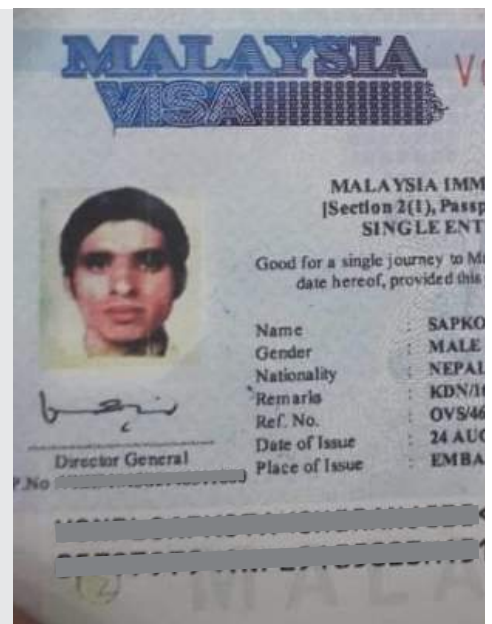 MALAYSIA
VISA
MALAYSIA IMM
[Section 2(1), Passp
SINGLE ENT
Good for a single journey to M
date hereof, provided this
Name : SAPKO
Gender : MALE
Nationality : NEPAL
Remarks : KDN/1
Ref. No. : OVS/46
Date of Issue : 24 AUG
Place of Issue : EMBA
Director General
P.No